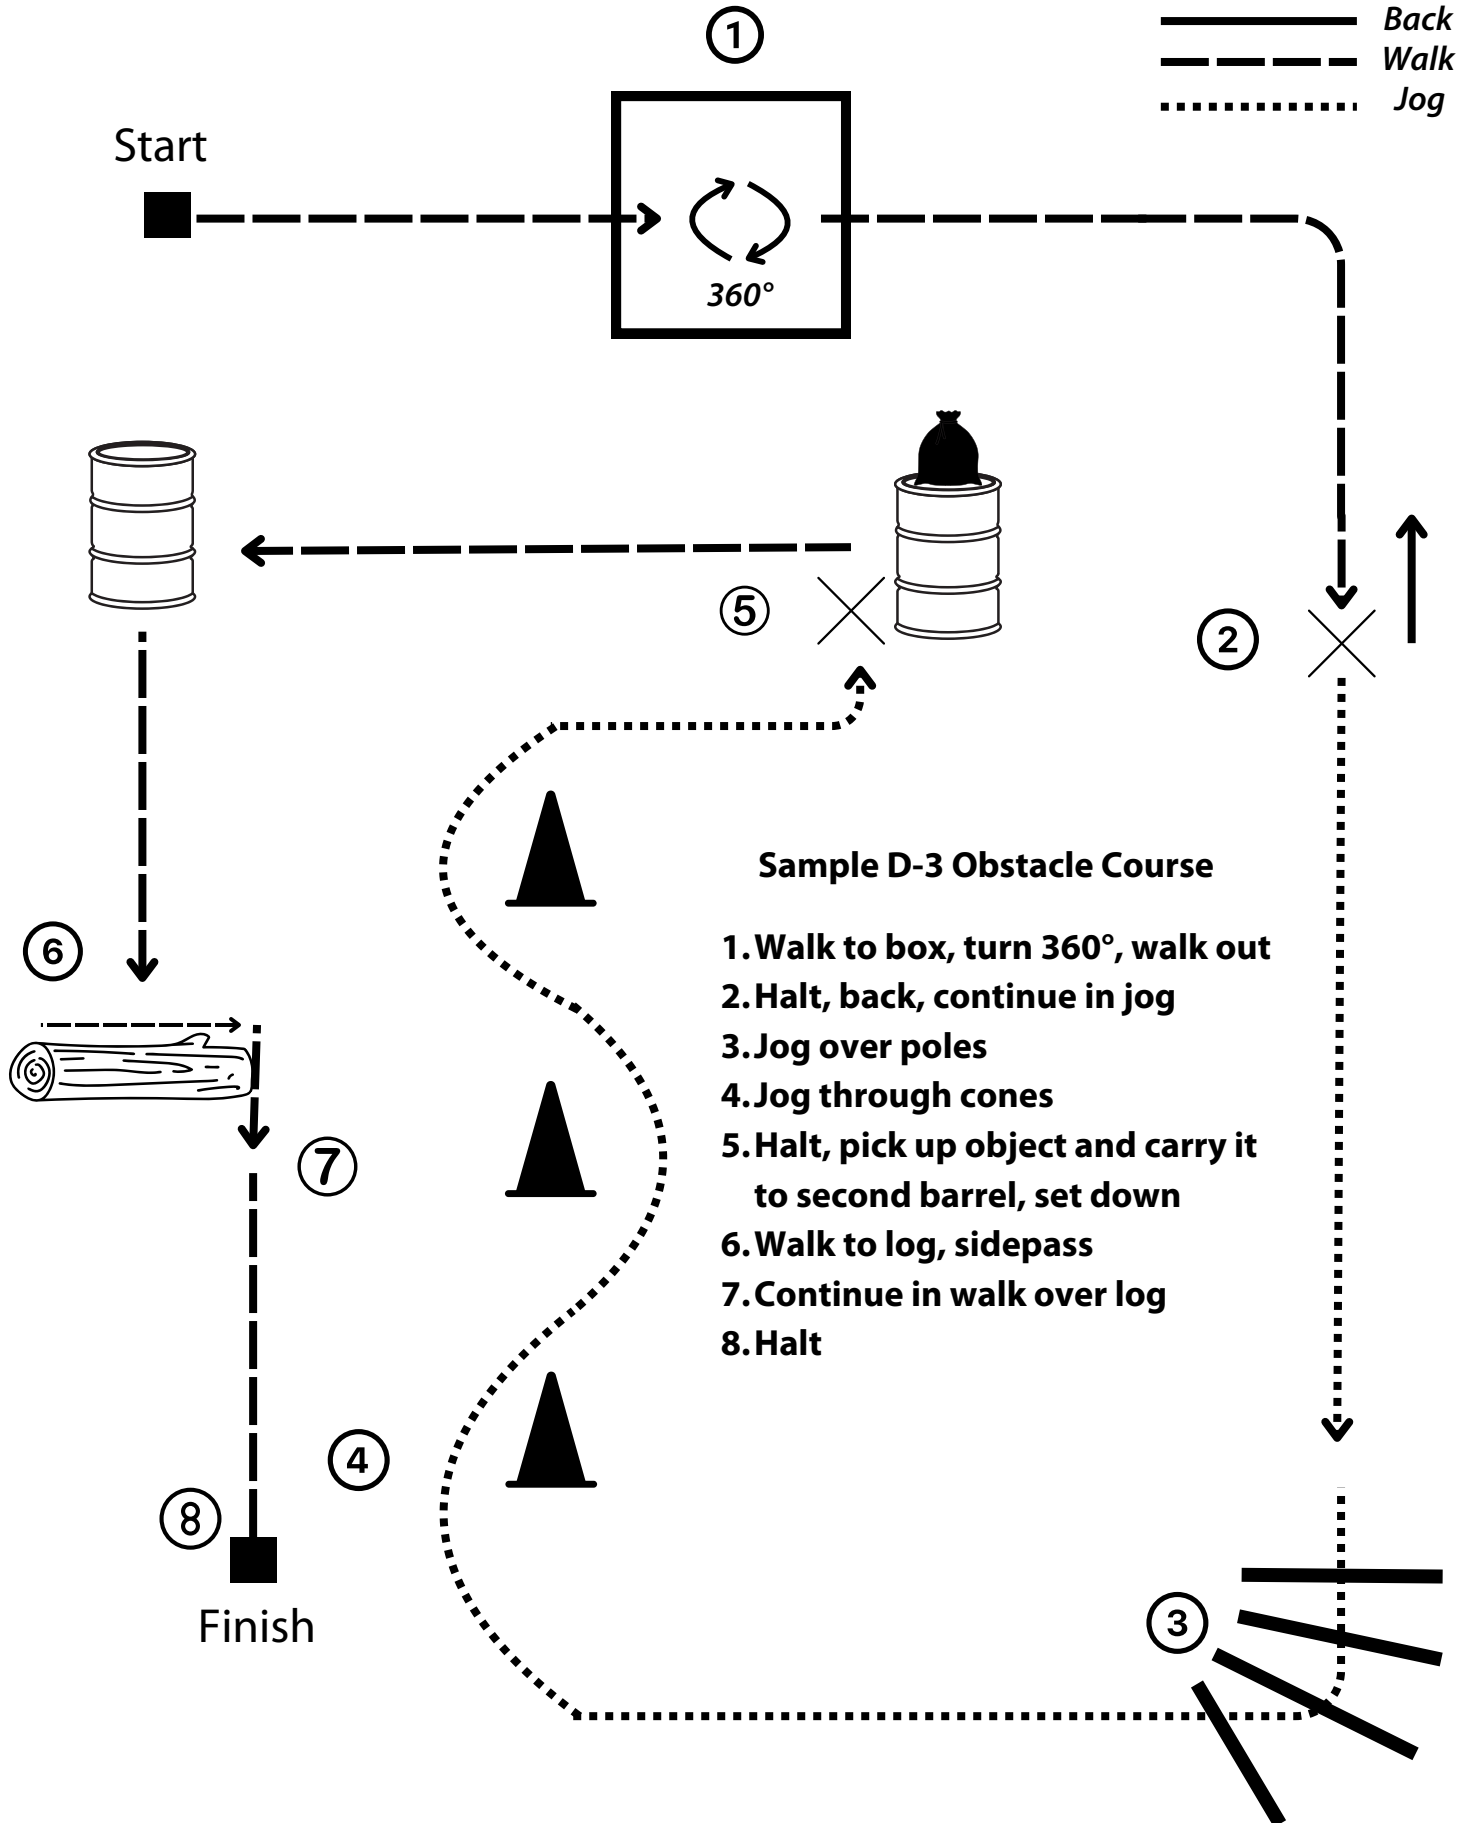 1
Back
Walk
Jog
Start
360°
5
2
Sample D-3 Obstacle Course
6
1. Walk to box, turn 360°, walk out
2. Halt, back, continue in jog
3. Jog over poles
4. Jog through cones
5. Halt, pick up object and carry it
to second barrel, set down
6. Walk to log, sidepass
7. Continue in walk over log
8. Halt
7
4
8
Finish
3